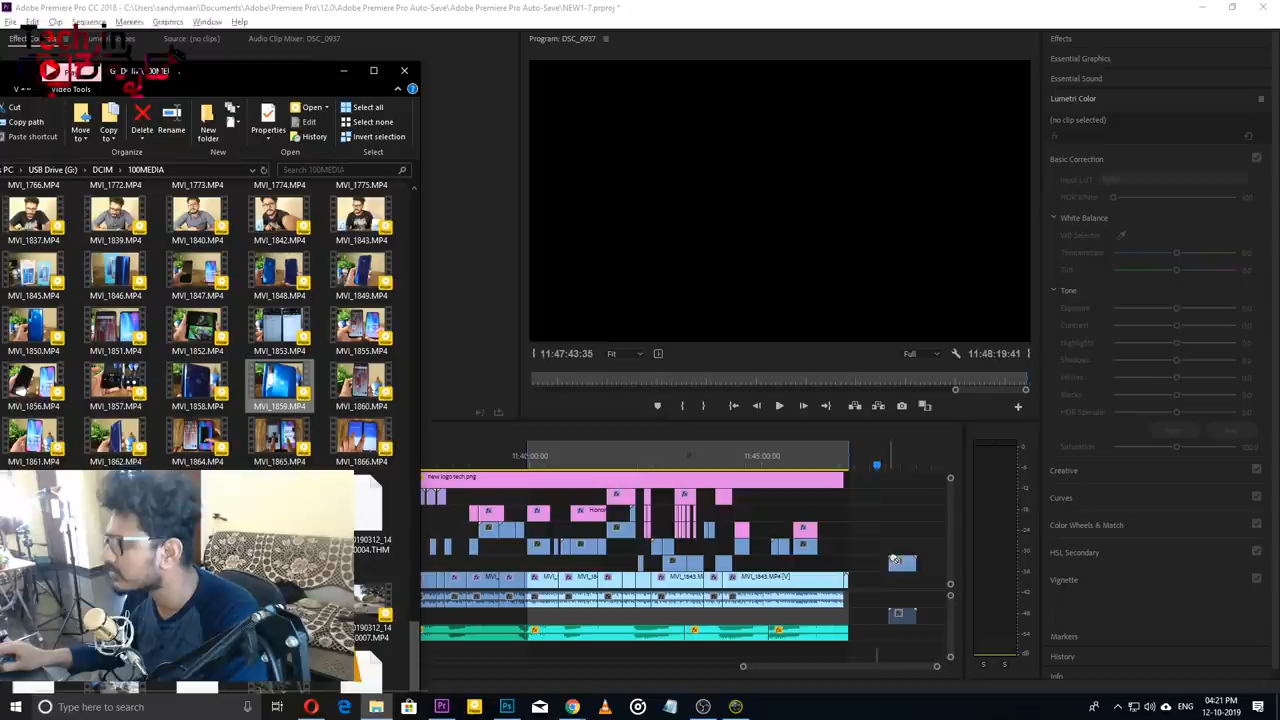 Adobe Premiere Pro CC 2018 - C:\Users\sandymaan\Documents\Adobe\Premiere Pro\12.0\Adobe Premiere Pro Auto-Save\Adobe Premiere Pro Auto-Save\NEW1-7.prproj *
File Edit Clip Sequence Markers Graphics Window Help
Source: (no clips)
Audio Clip Mixer: DSC_0937
Program: DSC_0937
Effects
Essential Graphics
Essential Sound
Lumetri Color
(no clip selected)
Basic Correction
Input LUT
HDR White
White Balance
WB Selector
Temperature
Tint
Tone
Exposure
Contrast
Highlights
Shadows
Whites
Blacks
HDR Specular
Saturation
Creative
Curves
Color Wheels & Match
HSL Secondary
Vignette
Markers
History
Info
Tech.in
Video Tools
Cut
Copy path
Paste shortcut
Move to
Copy to
Delete
Rename
New folder
Properties
Open
Edit
History
Select all
Select none
Invert selection
Organize
New
Open
Select
PC > USB Drive (G:) > DCIM > 100MEDIA
Search 100MEDIA
MVI_1766.MP4 MVI_1772.MP4 MVI_1773.MP4 MVI_1774.MP4 MVI_1775.MP4
MVI_1837.MP4 MVI_1839.MP4 MVI_1840.MP4 MVI_1842.MP4 MVI_1843.MP4
MVI_1845.MP4 MVI_1846.MP4 MVI_1847.MP4 MVI_1848.MP4 MVI_1849.MP4
MVI_1850.MP4 MVI_1851.MP4 MVI_1852.MP4 MVI_1853.MP4 MVI_1855.MP4
MVI_1856.MP4 MVI_1857.MP4 MVI_1858.MP4 MVI_1859.MP4 MVI_1860.MP4
MVI_1861.MP4 MVI_1862.MP4 MVI_1864.MP4 MVI_1865.MP4 MVI_1866.MP4
20190312_14
0004.THM
20190312_14
0007.MP4
11:47:43:35
Fit
Full
11:48:19:41
11:40:00:00
11:45:00:00
new logo tech.png
MVI_1843.MP4 [V]
S S
Type here to search
ENG
04:21 PM
12-10-2019